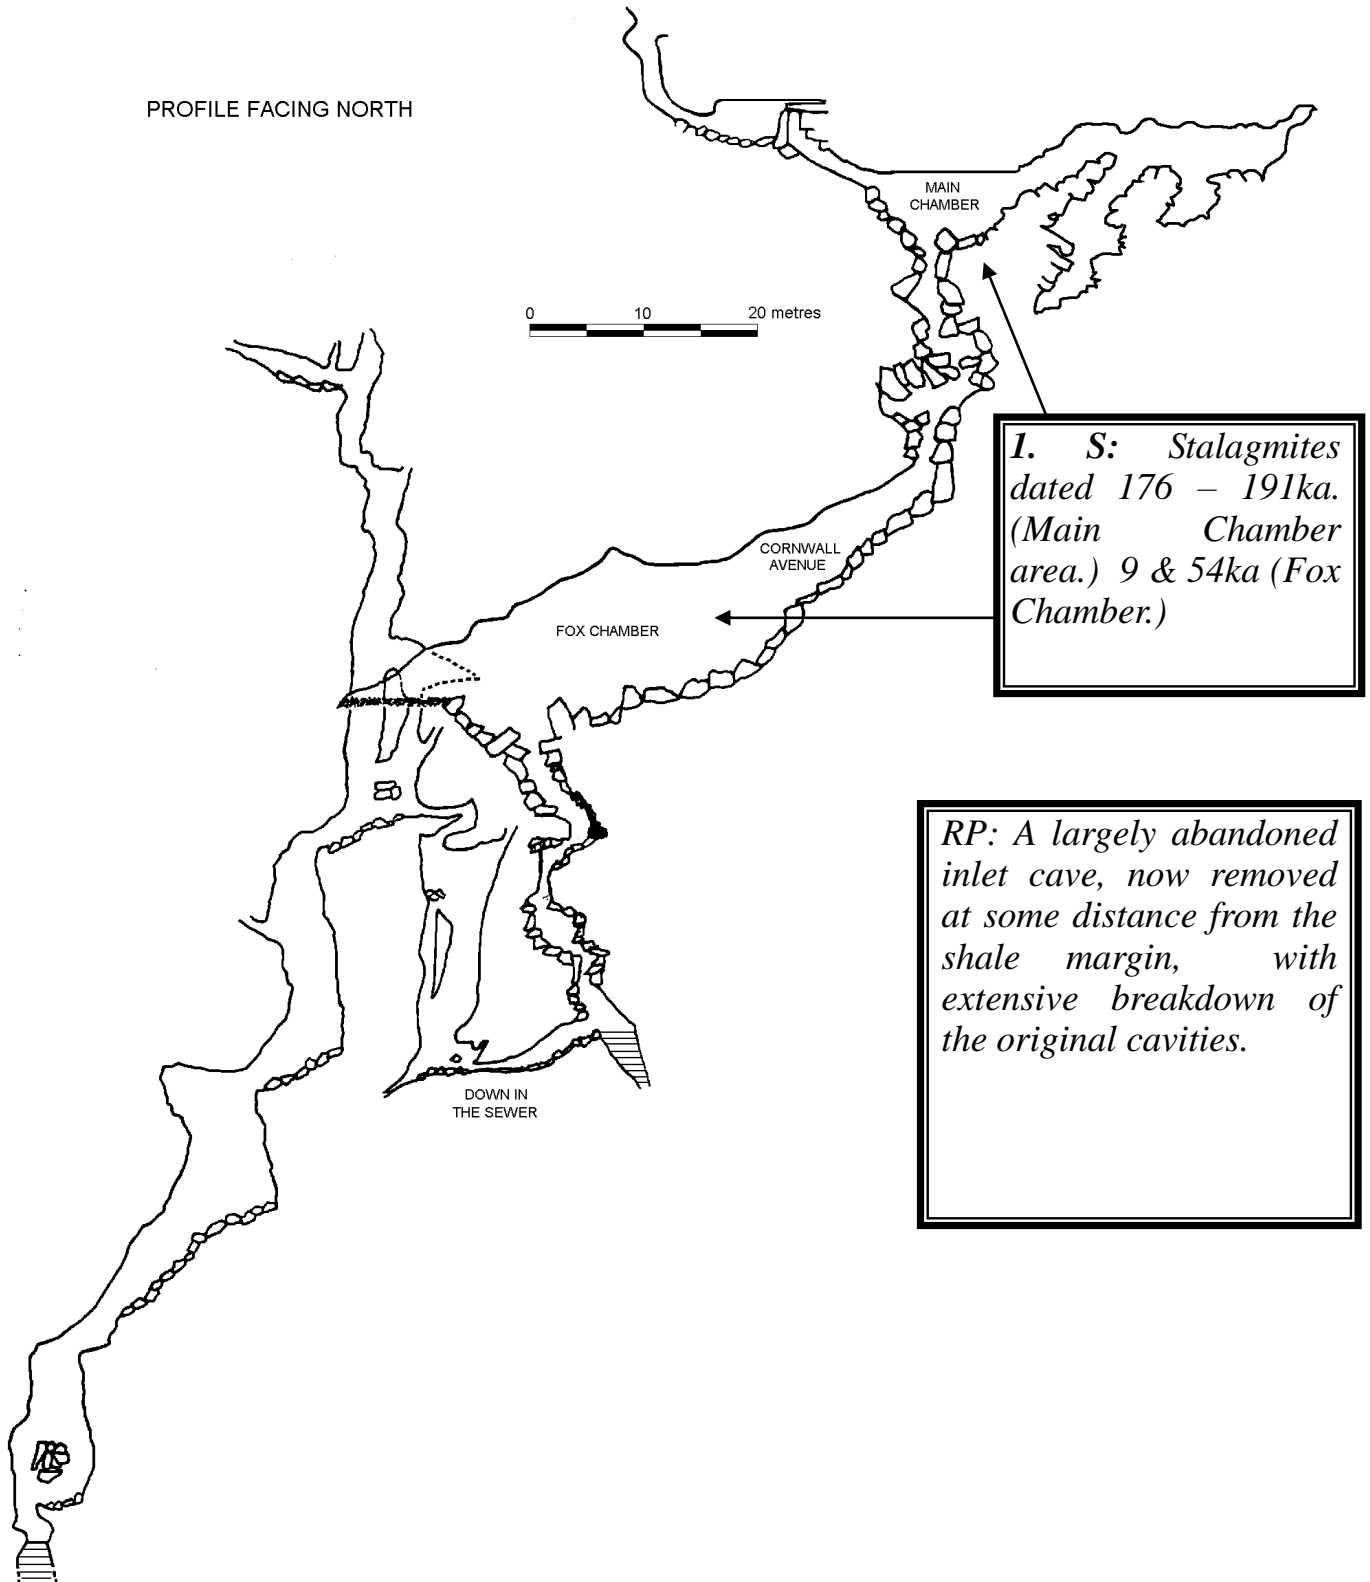 PROFILE FACING NORTH
MAIN
CHAMBER
0 10 20 metres
1. S: Stalagmites
dated 176 – 191ka.
(Main Chamber
area.) 9 & 54ka (Fox
Chamber.)
CORNWALL
AVENUE
FOX CHAMBER
RP: A largely abandoned
inlet cave, now removed
at some distance from the
shale margin, with
extensive breakdown of
the original cavities.
DOWN IN
THE SEWER